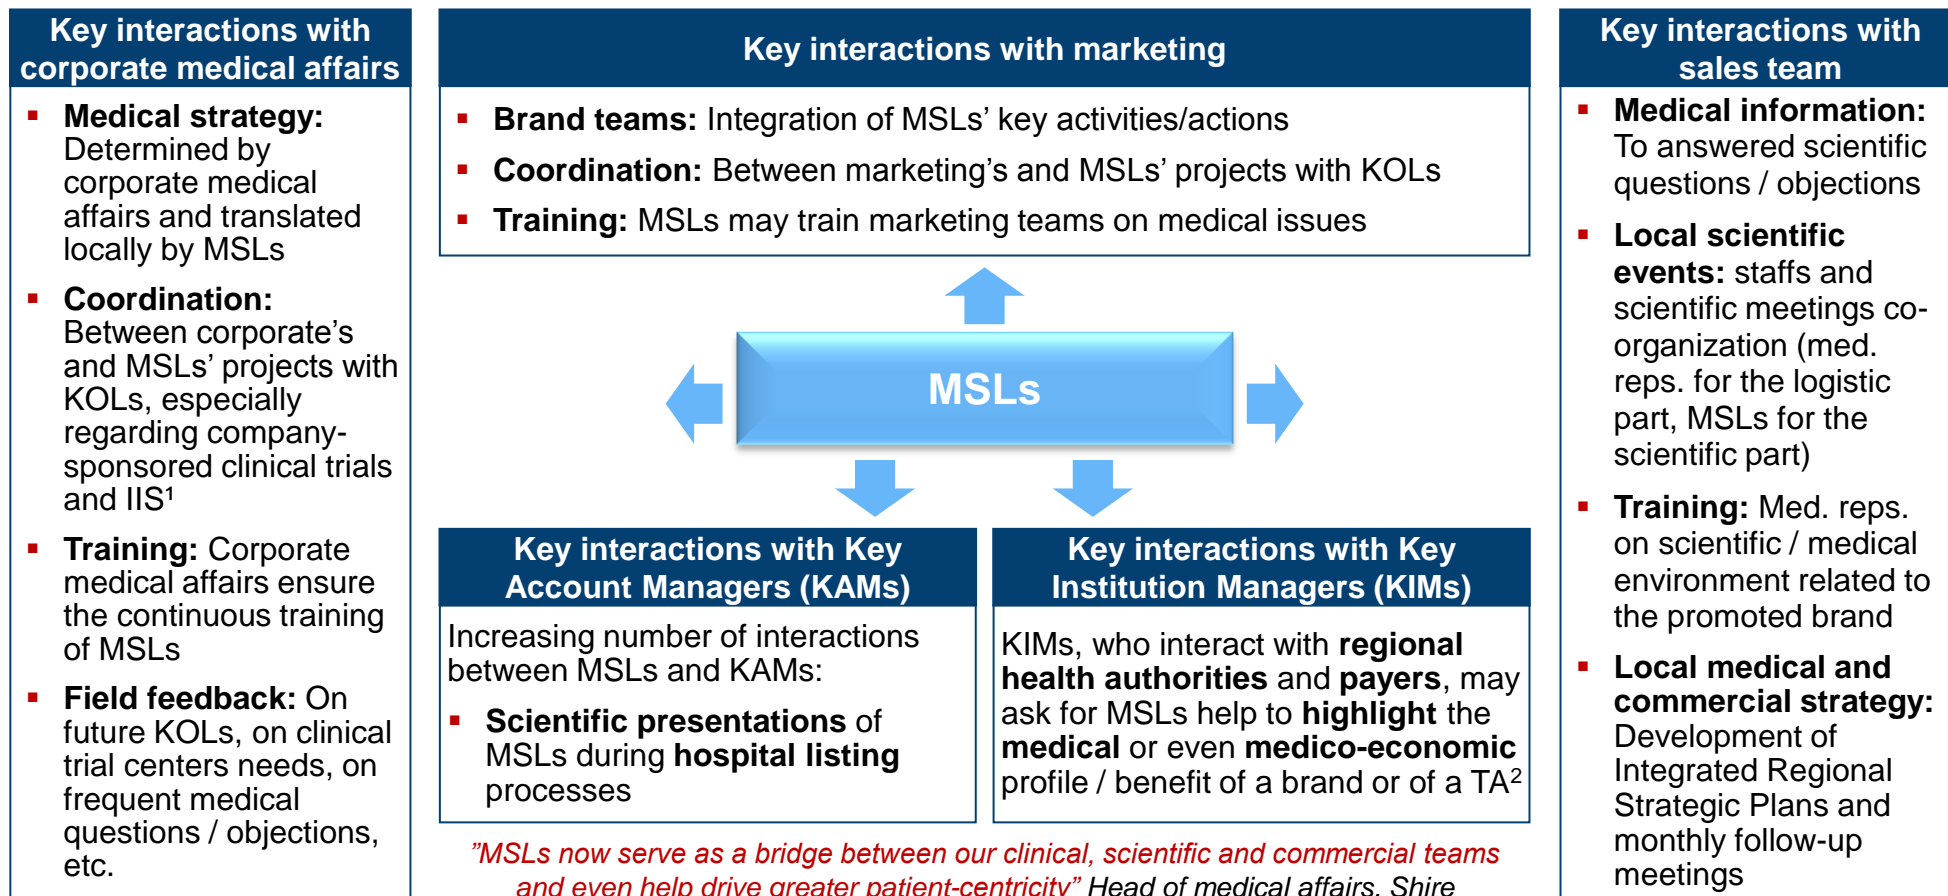 Key interactions with
corporate medical affairs
▪ Medical strategy:
Determined by
corporate medical
affairs and translated
locally by MSLs
▪ Coordination:
Between corporate’s
and MSLs’ projects with
KOLs, especially
regarding company-
sponsored clinical trials
and IIS¹
▪ Training: Corporate
medical affairs ensure
the continuous training
of MSLs
▪ Field feedback: On
future KOLs, on clinical
trial centers needs, on
frequent medical
questions / objections,
etc.
Key interactions with marketing
▪ Brand teams: Integration of MSLs’ key activities/actions
▪ Coordination: Between marketing’s and MSLs’ projects with KOLs
▪ Training: MSLs may train marketing teams on medical issues
MSLs
Key interactions with Key
Account Managers (KAMs)
Increasing number of interactions
between MSLs and KAMs:
▪ Scientific presentations of
MSLs during hospital listing
processes
Key interactions with Key
Institution Managers (KIMs)
KIMs, who interact with regional
health authorities and payers, may
ask for MSLs help to highlight the
medical or even medico-economic
profile / benefit of a brand or of a TA²
”MSLs now serve as a bridge between our clinical, scientific and commercial teams
and even help drive greater patient-centricity” Head of medical affairs, Shire
Key interactions with
sales team
▪ Medical information:
To answered scientific
questions / objections
▪ Local scientific
events: staffs and
scientific meetings co-
organization (med.
reps. for the logistic
part, MSLs for the
scientific part)
▪ Training: Med. reps.
on scientific / medical
environment related to
the promoted brand
▪ Local medical and
commercial strategy:
Development of
Integrated Regional
Strategic Plans and
monthly follow-up
meetings